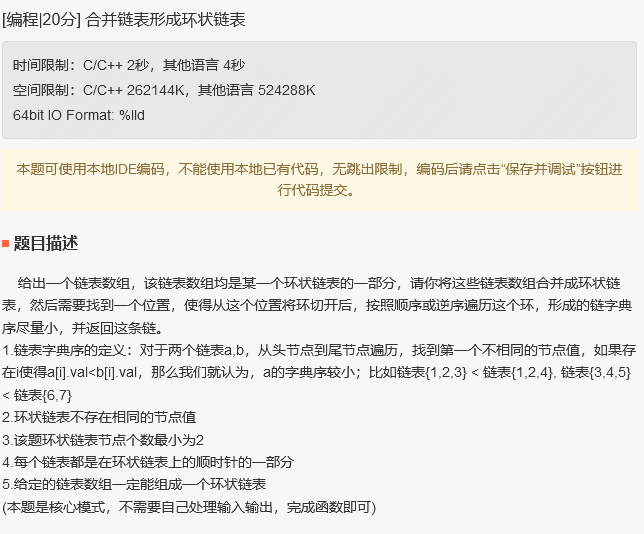 [编程|20分] 合并链表形成环状链表
时间限制：C/C++ 2秒，其他语言 4秒
空间限制：C/C++ 262144K，其他语言 524288K
64bit IO Format: %lld
本题可使用本地IDE编码，不能使用本地已有代码，无跳出限制，编码后请点击“保存并调试”按钮进
行代码提交。
题目描述
给出一个链表数组，该链表数组均是某一个环状链表的一部分，请你将这些链表数组合并成环状链
表，然后需要找到一个位置，使得从这个位置将环切开后，按照顺序或逆序遍历这个环，形成的链字典
序尽量小，并返回这条链。
1.链表字典序的定义：对于两个链表a,b，从头节点到尾节点遍历，找到第一个不相同的节点值，如果存
在i使得a[i].val<b[i].val，那么我们就认为，a的字典序较小；比如链表{1,2,3} < 链表{1,2,4}, 链表{3,4,5}
< 链表{6,7}
2.环状链表不存在相同的节点值
3.该题环状链表节点个数最小为2
4.每个链表都是在环状链表上的顺时针的一部分
5.给定的链表数组一定能组成一个环状链表
(本题是核心模式，不需要自己处理输入输出，完成函数即可)